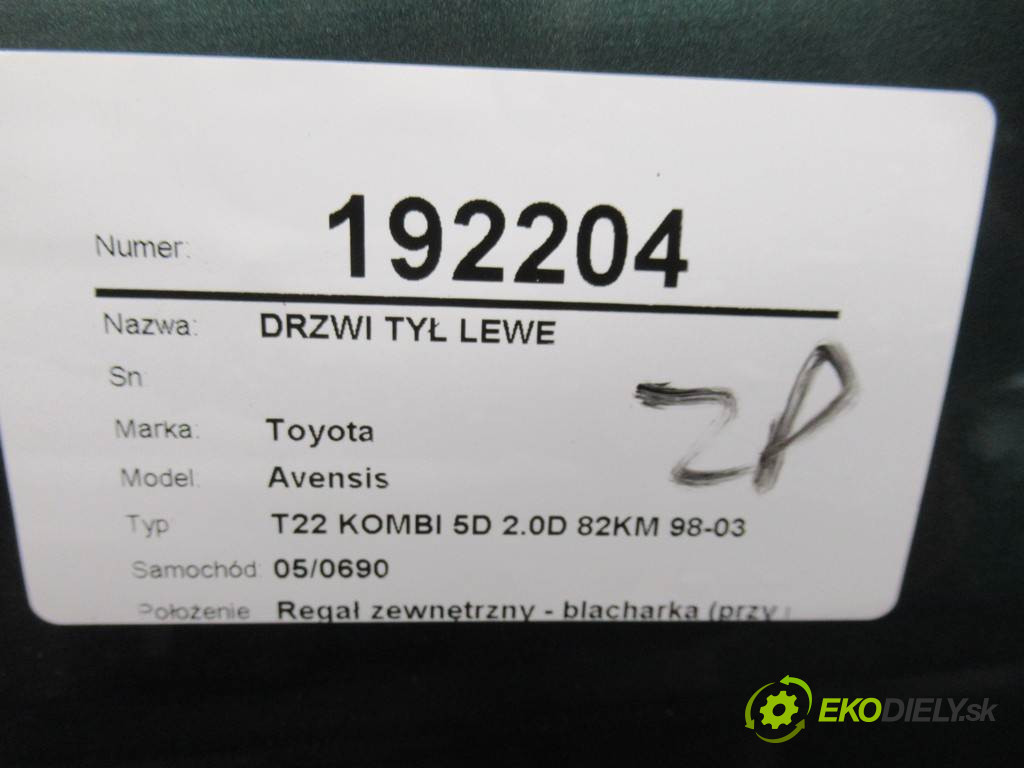 Numer: 192204
Nazwa: DRZWI TYŁ LEWE
Sn
Marka: Toyota
Model: Avensis
Typ T22 KOMBI 5D 2.0D 82KM 98-03
Samochód 05/0690
Położenie Regał zewnętrzny - blacharka (przy
ZP
EKODIELY.sk